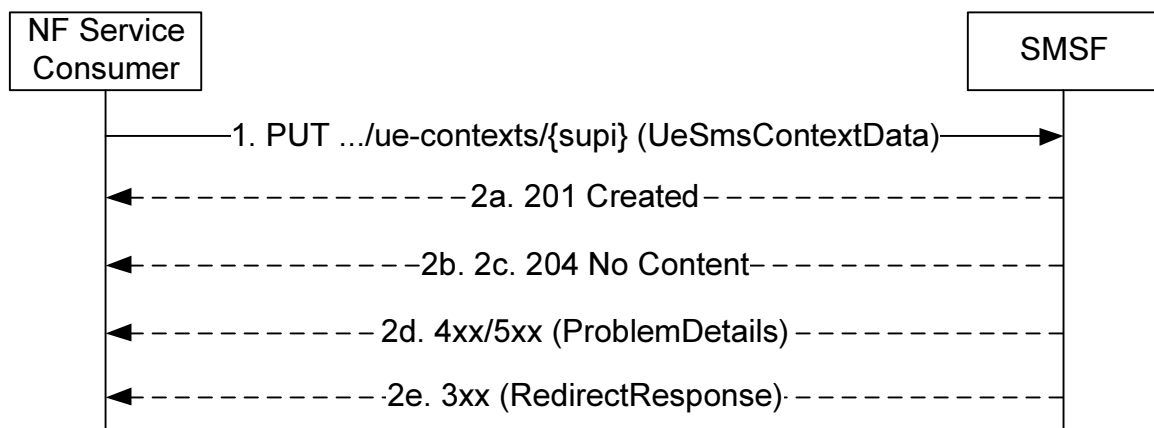 NF Service
Consumer
SMSF
1. PUT .../ue-contexts/{supi} (UeSmsContextData)
2a. 201 Created
2b. 2c. 204 No Content
2d. 4xx/5xx (ProblemDetails)
2e. 3xx (RedirectResponse)